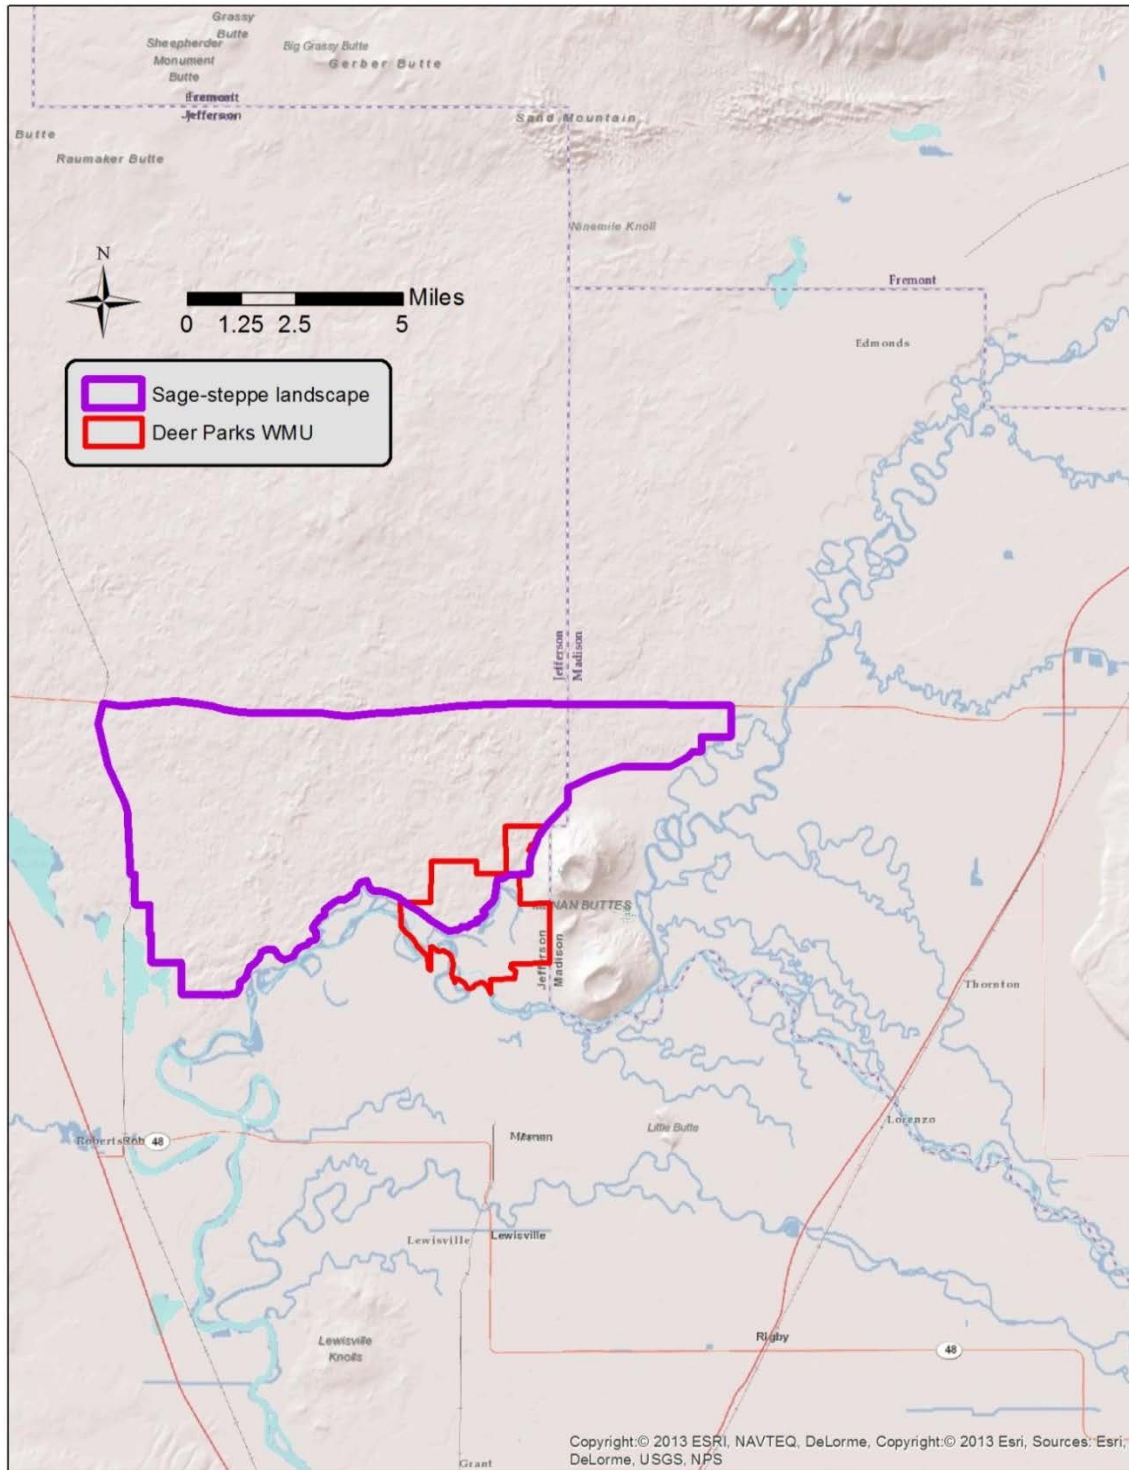 Grassy
Butte
Sheepherder
Monument
Butte
Big Grassy Butte
Gerber Butte
Fremont
Jefferson
Butte
Raumaker Butte
Sand Mountain
Ninemile Knoll
N
Miles
0 1.25 2.5 5
Fremont
Edmonds
Sage-steppe landscape
Deer Parks WMU
Jefferson
Madison
MENAN BUTTES
Jefferson
Madison
Thornton
Lorenzo
Little Butte
48
Lewisville
Lewisville
Lewisville
Knolls
Rigby
48
Grant
Copyright:© 2013 ESRI, NAVTEQ, DeLorme, Copyright:© 2013 Esri, Sources: Esri,
DeLorme, USGS, NPS